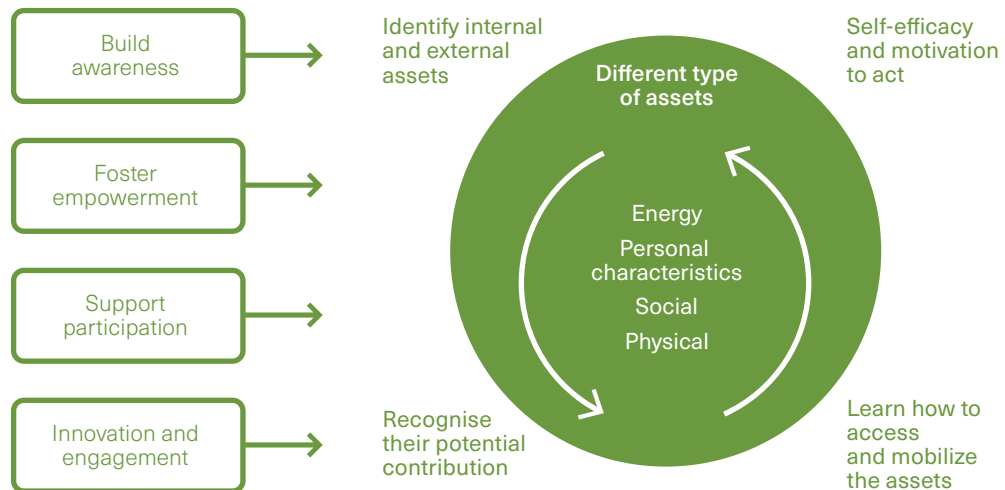 Build
awareness
Foster
empowerment
Support
participation
Innovation and
engagement
Identify internal
and external
assets
Recognise
their potential
contribution
Different type
of assets
Energy
Personal
characteristics
Social
Physical
Self-efficacy
and motivation
to act
Learn how to
access
and mobilize
the assets